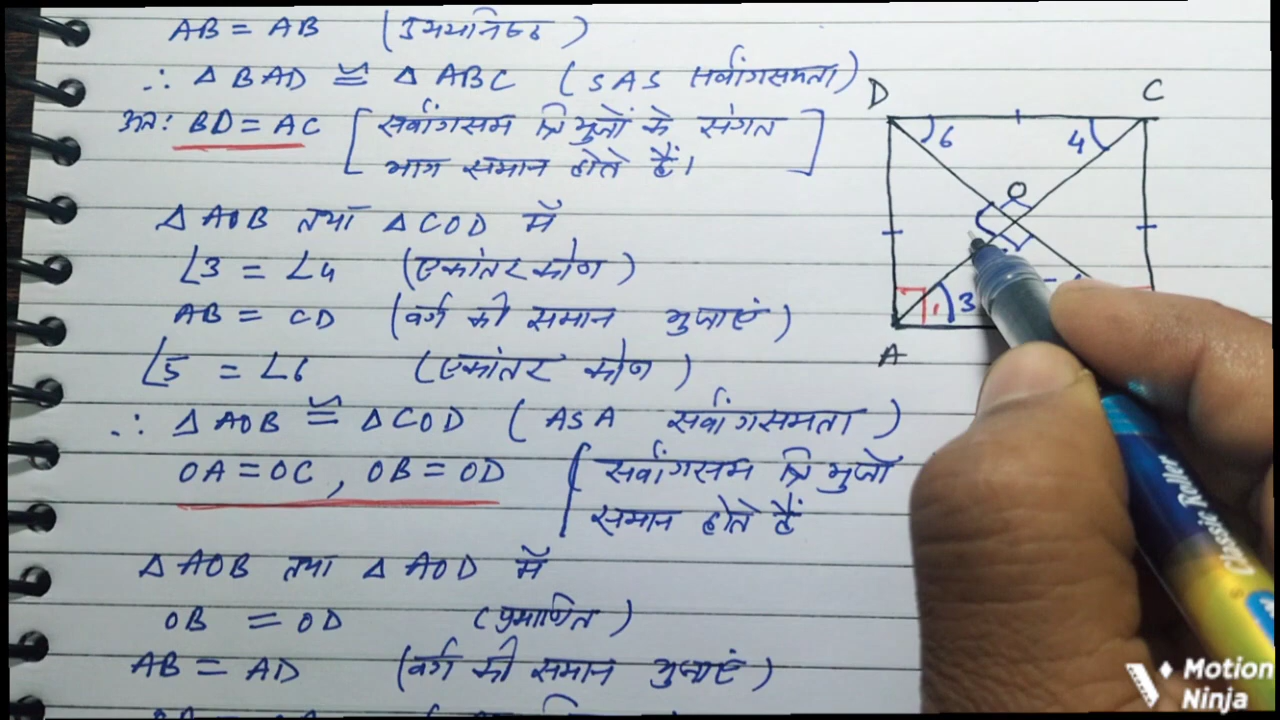 AB = AB (उभयनिष्ठ)
∴ △ BAD ≅ △ ABC (SAS सर्वांगसमता)
अतः BD = AC [सर्वांगसम त्रिभुजों के संगत
भाग समान होते हैं।]
△ AOB तथा △ COD में
∠3 = ∠4 (एकांतर कोण)
AB = CD (वर्ग की समान भुजाएं)
∠5 = ∠6 (एकांतर कोण)
∴ △ AOB ≅ △ COD (ASA सर्वांगसमता)
OA = OC, OB = OD [सर्वांगसम त्रिभुजों
समान होते हैं
△ AOB तथा △ AOD में
OB = OD (प्रमाणित)
AB = AD (वर्ग की समान भुजाएं)
D C
6 4
O
1 3
A
Classic Rolla
Motion
Ninja